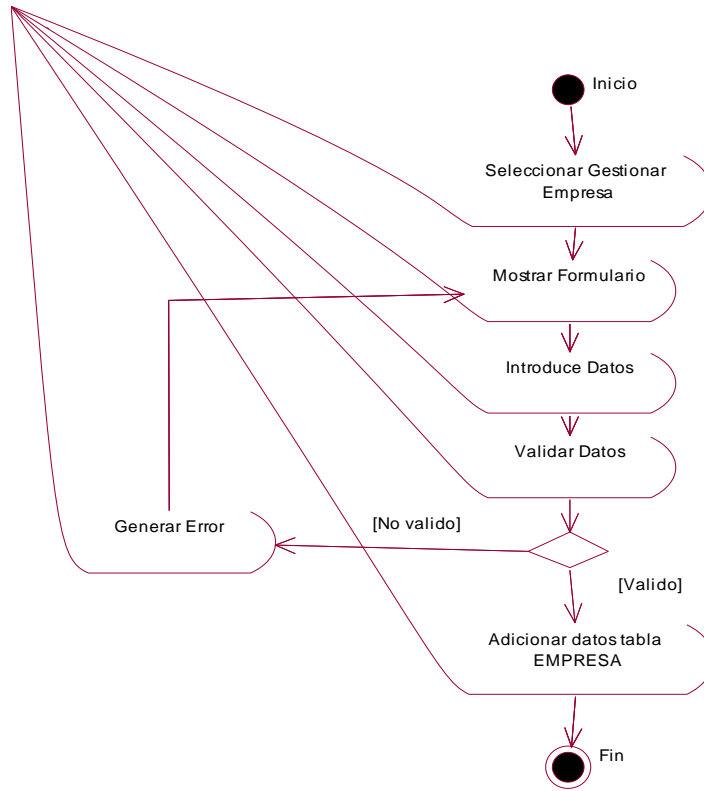 Inicio
Seleccionar Gestionar
Empresa
Mostrar Formulario
Introduce Datos
Validar Datos
[No valido]
Generar Error
[Valido]
Adicionar datos tabla
EMPRESA
Fin